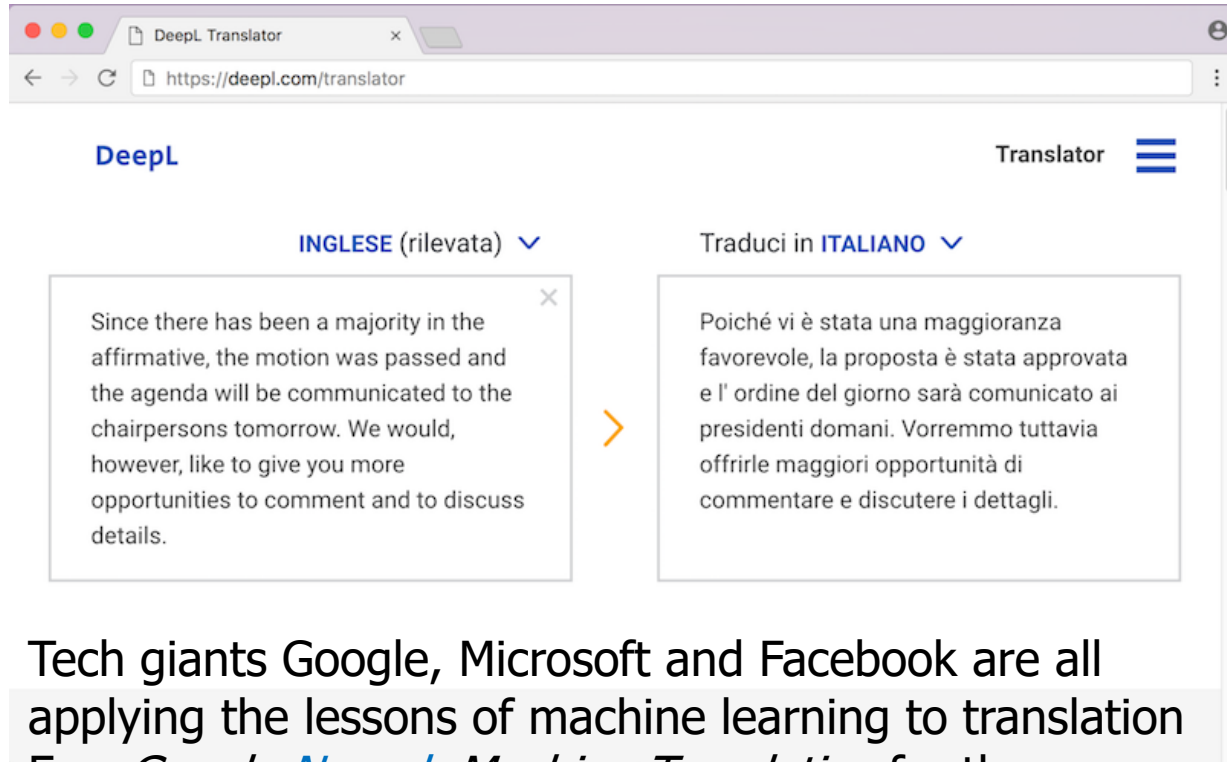 DeepL Translator
https://deepl.com/translator
DeepL
Translator
INGLESE (rilevata)
Traduci in ITALIANO
Since there has been a majority in the
affirmative, the motion was passed and
the agenda will be communicated to the
chairpersons tomorrow. We would,
however, like to give you more
opportunities to comment and to discuss
details.
Poiché vi è stata una maggioranza
favorevole, la proposta è stata approvata
e l' ordine del giorno sarà comunicato ai
presidenti domani. Vorremmo tuttavia
offrirle maggiori opportunità di
commentare e discutere i dettagli.
Tech giants Google, Microsoft and Facebook are all
applying the lessons of machine learning to translation